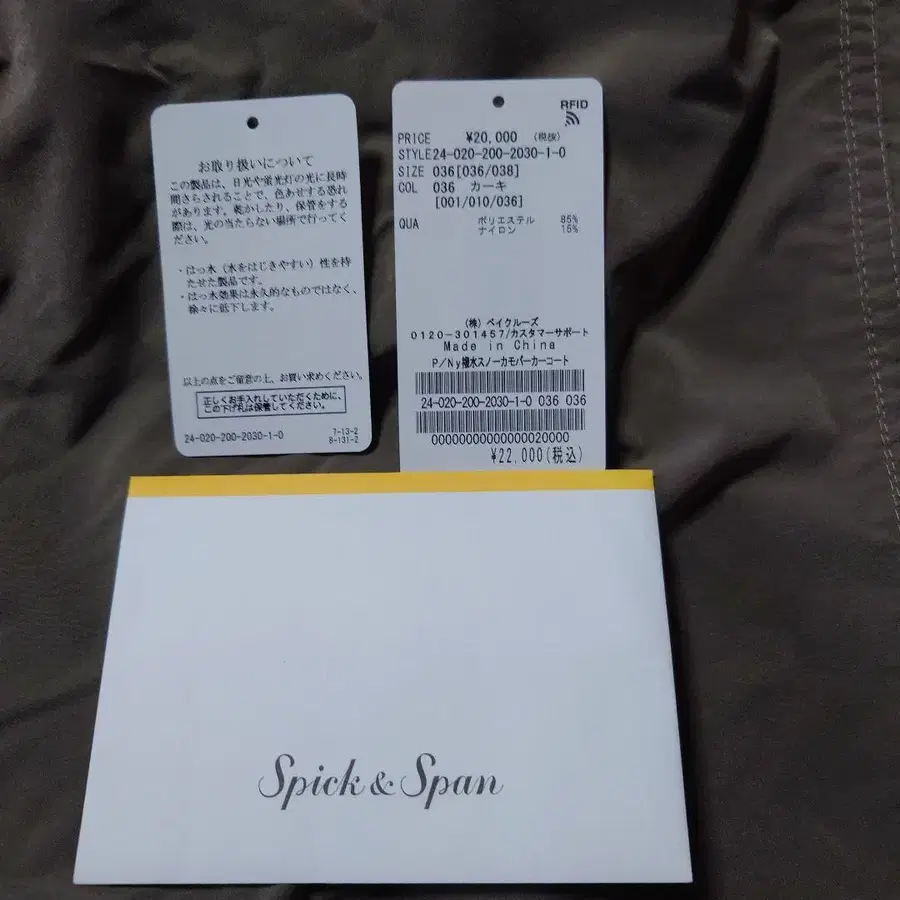 お取り扱いについて
この製品は、日光や蛍光灯の光に長時
間さらされることで、色あせする恐れ
があります。乾かしたり、保管をする
際は、光の当たらない場所で行ってく
ださい。
・はっ水（水をはじきやすい）性を持
たせた製品です。
・はっ水効果は永久的なものではなく、
徐々に低下します。
以上の点をご留意の上、お買い求めください。
正しくお手入れしていただくために、
この下げ札は保管してください。
24-020-200-2030-1-0
7-13-2
8-131-2
RFID
PRICE ¥20,000 (税抜)
STYLE24-020-200-2030-1-0
SIZE 036[036/038]
COL 036 カーキ
[001/010/036]
QUA ポリエステル 85%
ナイロン 15%
(株) ベイクルーズ
0120-301457/カスタマーサポート
Made in China
P/Ny撥水スノーカモパーカーコート
24-020-200-2030-1-0 036 036
00000000000000020000
¥22,000(税込)
Spick & Span